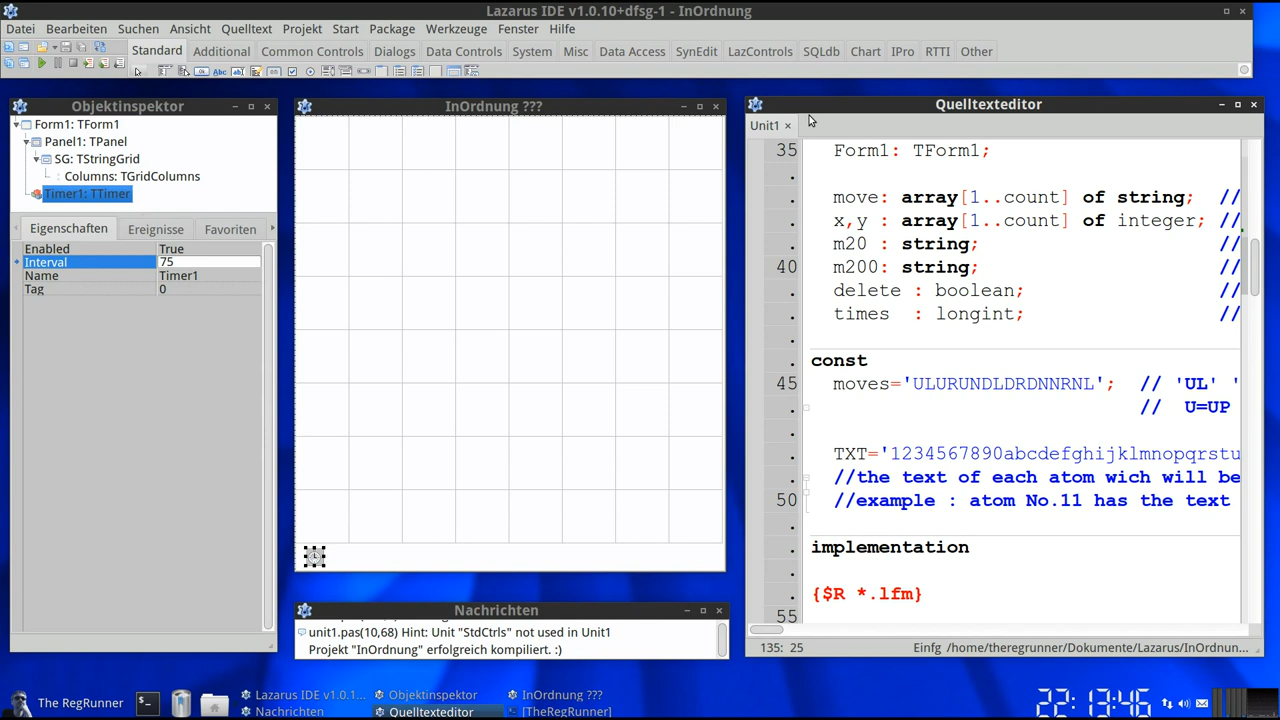 Lazarus IDE v1.0.10+dfsg-1 - InOrdnung
Datei Bearbeiten Suchen Ansicht Quelltext Projekt Start Package Werkzeuge Fenster Hilfe
Standard Additional Common Controls Dialogs Data Controls System Misc Data Access SynEdit LazControls SQLdb Chart IPro RTTI Other
Objektinspektor
Form1: TForm1
Panel1: TPanel
SG: TStringGrid
Columns: TGridColumns
Timer1: TTimer
Eigenschaften Ereignisse Favoriten
Enabled True
Interval 75
Name Timer1
Tag 0
InOrdnung ???
Nachrichten
unit1.pas(10,68) Hint: Unit "StdCtrls" not used in Unit1
Projekt "InOrdnung" erfolgreich kompiliert. :)
Quelltexteditor
Unit1
35 Form1: TForm1;
.
. move: array[1..count] of string; //
. x,y : array[1..count] of integer; //
. m20 : string; //
40 m200: string; //
. delete : boolean; //
. times : longint; //
.
. const
45 moves='ULURUNDLDRDNNRNL'; // 'UL' '
. // U=UP
.
. TXT='1234567890abcdefghijklmnopqrstu
. //the text of each atom wich will be
50 //example : atom No.11 has the text
.
. implementation
.
. {$R *.lfm}
55
135: 25 Einfg /home/theregrunner/Dokumente/Lazarus/InOrdnun...
The RegRunner
Lazarus IDE v1.0.1... Objektinspektor InOrdnung ???
Nachrichten Quelltexteditor [TheRegRunner]
22:13:46